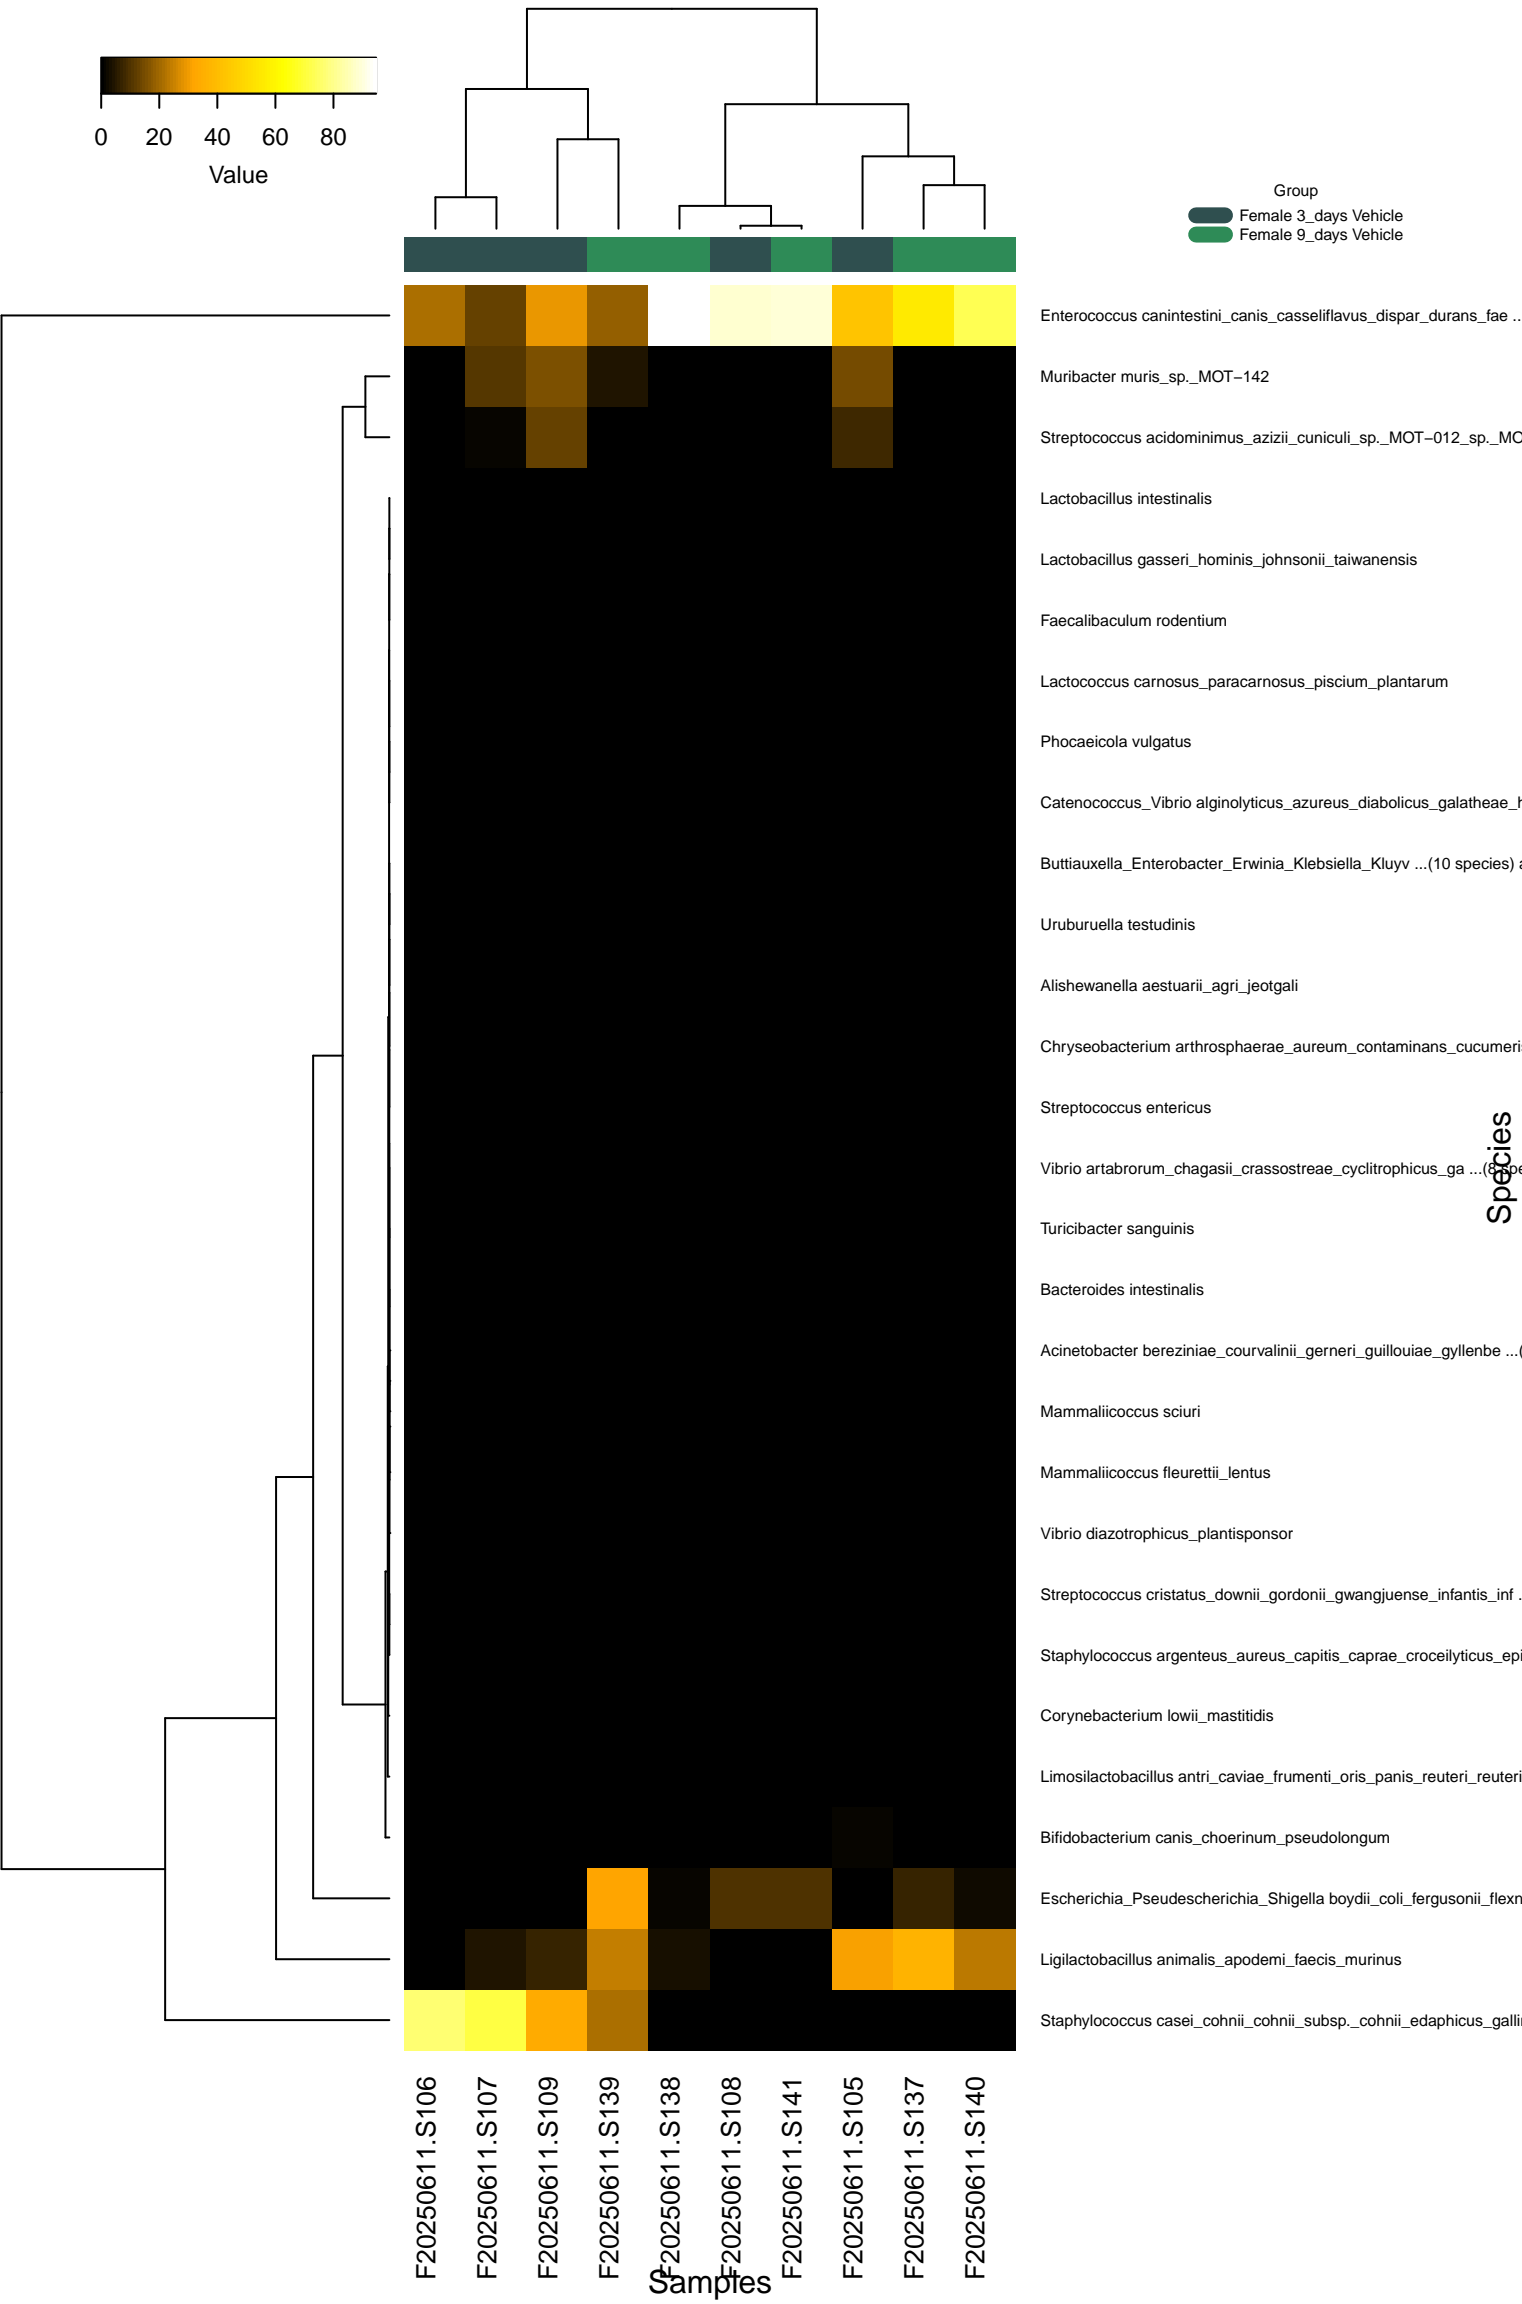 0 20 40 60 80
Value
Group
Female 3_days Vehicle
Female 9_days Vehicle
Enterococcus canintestini_canis_casseliflavus_dispar_durans_fae ..
Muribacter muris_sp._MOT−142
Streptococcus acidominimus_azizii_cuniculi_sp._MOT−012_sp._MO
Lactobacillus intestinalis
Lactobacillus gasseri_hominis_johnsonii_taiwanensis
Faecalibaculum rodentium
Lactococcus carnosus_paracarnosus_piscium_plantarum
Phocaeicola vulgatus
Catenococcus_Vibrio alginolyticus_azureus_diabolicus_galatheae_h
Buttiauxella_Enterobacter_Erwinia_Klebsiella_Kluyv ...(10 species) a
Uruburuella testudinis
Alishewanella aestuarii_agri_jeotgali
Chryseobacterium arthrosphaerae_aureum_contaminans_cucumeris
Streptococcus entericus
Vibrio artabrorum_chagasii_crassostreae_cyclitrophicus_ga ...(8 spe
Turicibacter sanguinis
Bacteroides intestinalis
Acinetobacter bereziniae_courvalinii_gerneri_guillouiae_gyllenbe ...(
Mammaliicoccus sciuri
Mammaliicoccus fleurettii_lentus
Vibrio diazotrophicus_plantisponsor
Streptococcus cristatus_downii_gordonii_gwangjuense_infantis_inf .
Staphylococcus argenteus_aureus_capitis_caprae_croceilyticus_epi
Corynebacterium lowii_mastitidis
Limosilactobacillus antri_caviae_frumenti_oris_panis_reuteri_reuteri
Bifidobacterium canis_choerinum_pseudolongum
Escherichia_Pseudescherichia_Shigella boydii_coli_fergusonii_flexn
Ligilactobacillus animalis_apodemi_faecis_murinus
Staphylococcus casei_cohnii_cohnii_subsp._cohnii_edaphicus_galli
Species
F20250611.S106
F20250611.S107
F20250611.S109
F20250611.S139
F20250611.S138
F20250611.S108
F20250611.S141
F20250611.S105
F20250611.S137
F20250611.S140
Samples